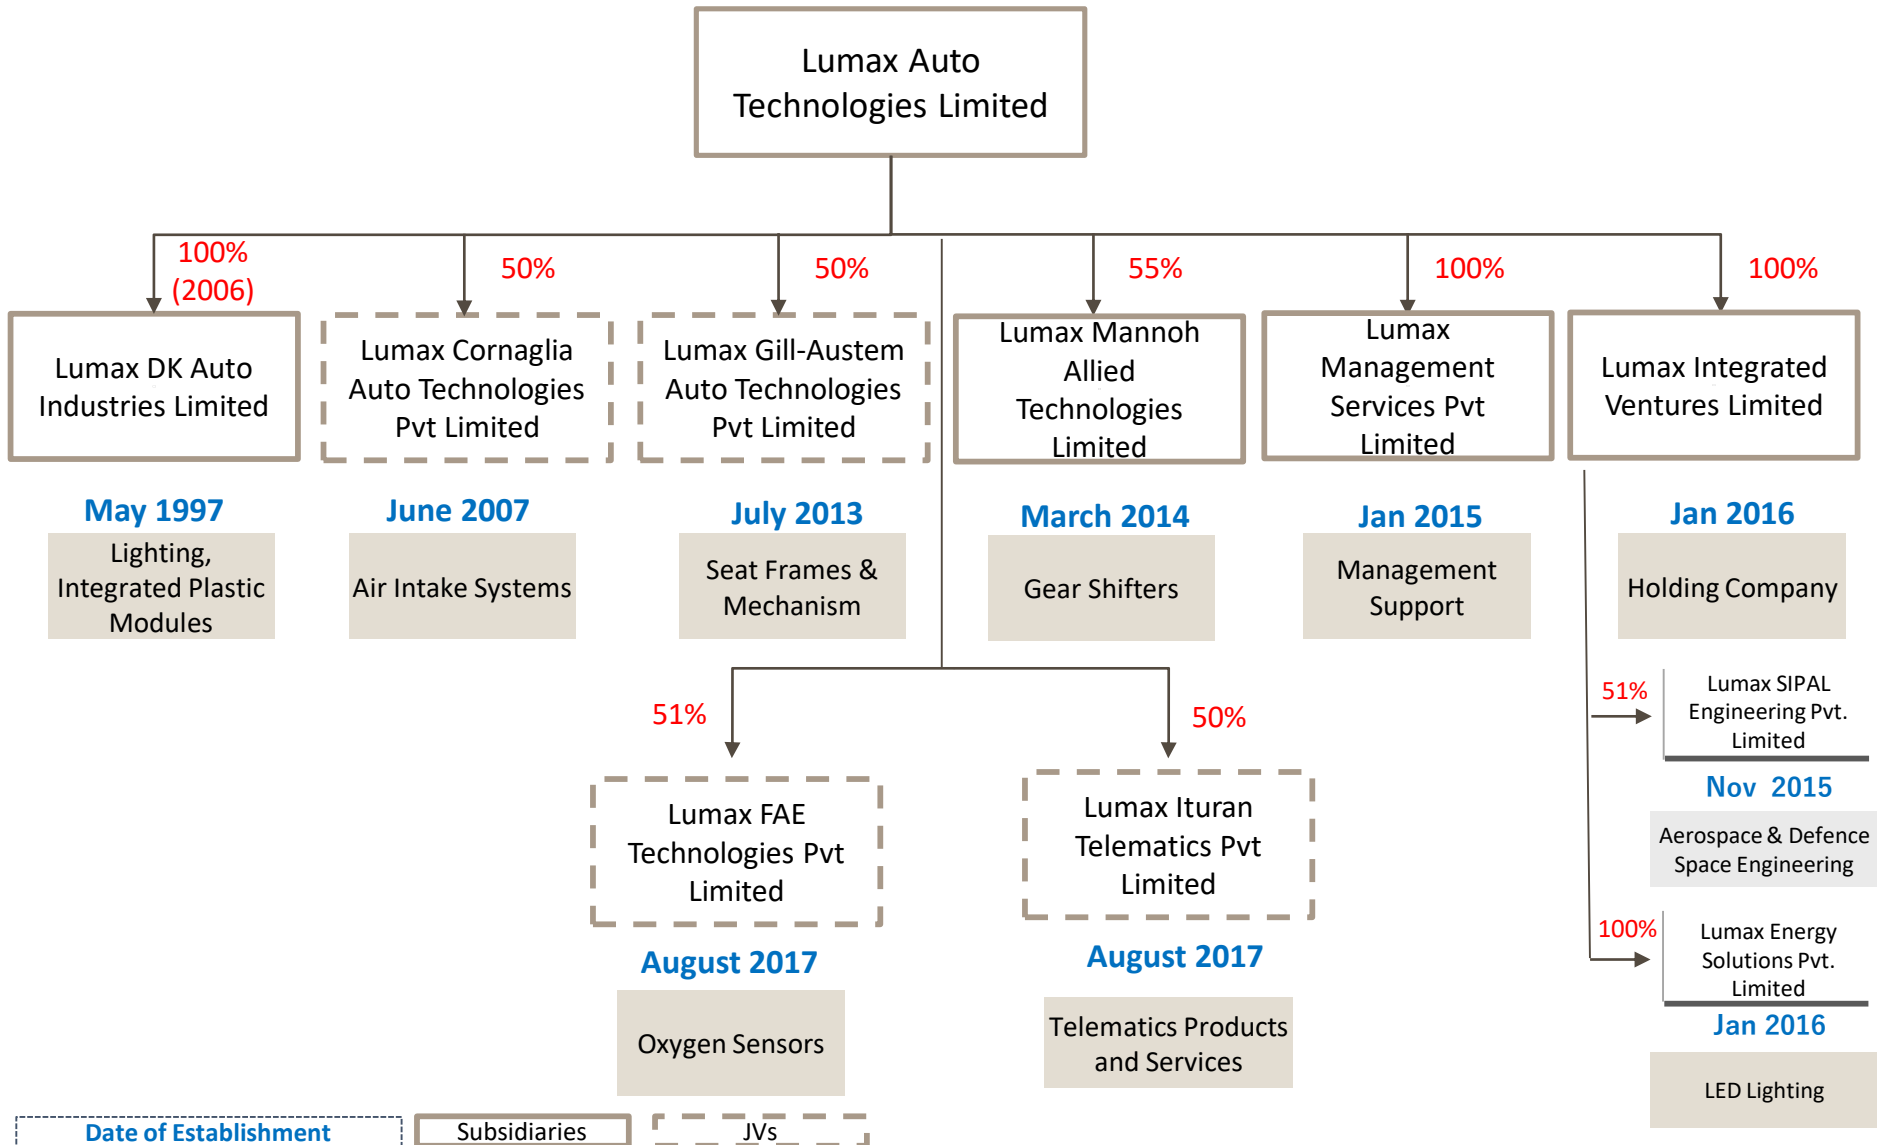 Lumax Auto
Technologies Limited
100%
(2006)
50%
50%
55%
100%
100%
Lumax DK Auto
Industries Limited
Lumax Cornaglia
Auto Technologies
Pvt Limited
Lumax Gill-Austem
Auto Technologies
Pvt Limited
Lumax Mannoh
Allied
Technologies
Limited
Lumax
Management
Services Pvt
Limited
Lumax Integrated
Ventures Limited
May 1997
June 2007
July 2013
March 2014
Jan 2015
Jan 2016
Lighting,
Integrated Plastic
Modules
Air Intake Systems
Seat Frames &
Mechanism
Gear Shifters
Management
Support
Holding Company
51%
50%
Lumax FAE
Technologies Pvt
Limited
Lumax Ituran
Telematics Pvt
Limited
August 2017
August 2017
Oxygen Sensors
Telematics Products
and Services
51%
Lumax SIPAL
Engineering Pvt.
Limited
Nov 2015
Aerospace & Defence
Space Engineering
100%
Lumax Energy
Solutions Pvt.
Limited
Jan 2016
LED Lighting
Date of Establishment
Subsidiaries
JVs